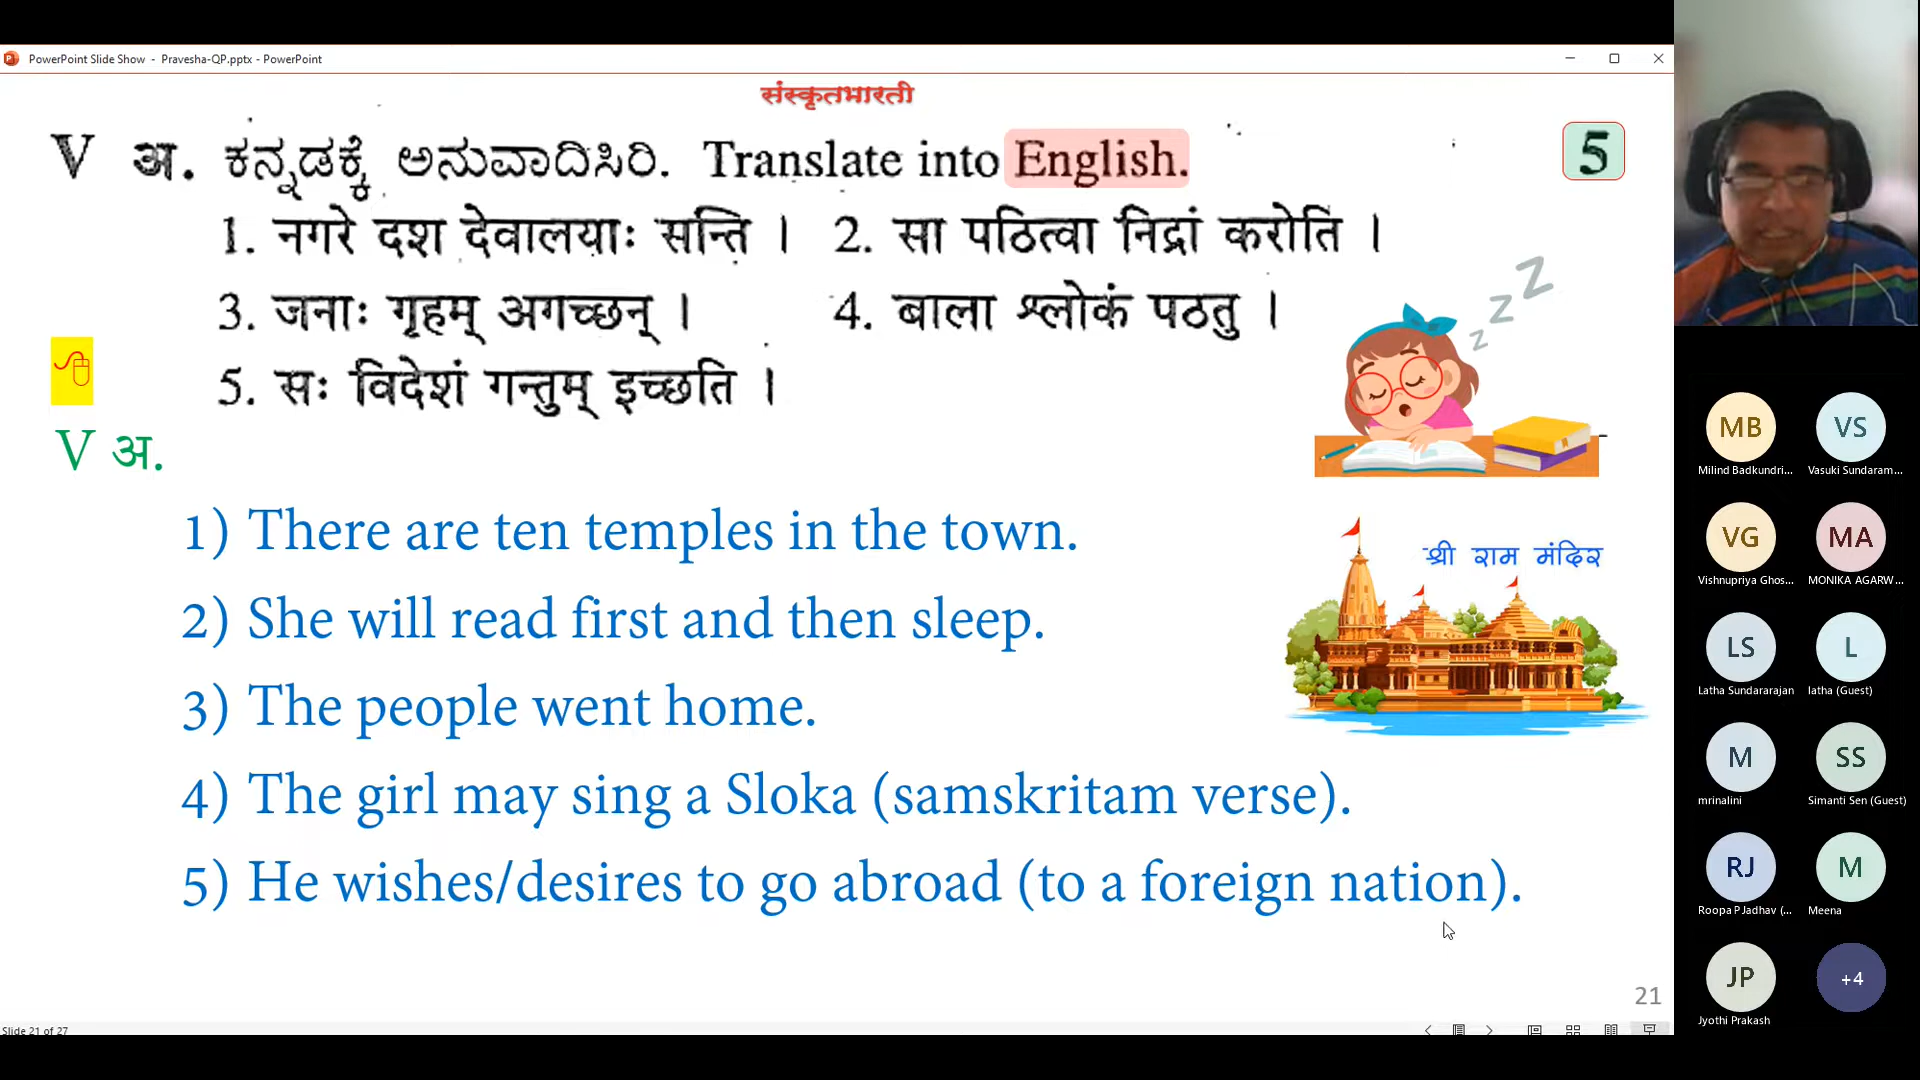 PowerPoint Slide Show - Pravesha-QP.pptx - PowerPoint
संस्कृतभारती
V अ. ಕನ್ನಡಕ್ಕೆ ಅನುವಾದಿಸಿರಿ. Translate into English. 5
1. नगरे दश देवालयाः सन्ति । 2. सा पठित्वा निद्रां करोति ।
3. जनाः गृहम् अगच्छन् । 4. बाला श्लोकं पठतु ।
5. सः विदेशं गन्तुम् इच्छति ।
z z Z
V अ.
1) There are ten temples in the town.
श्री राम मंदिर
2) She will read first and then sleep.
3) The people went home.
4) The girl may sing a Sloka (samskritam verse).
5) He wishes/desires to go abroad (to a foreign nation).
21
Slide 21 of 27
MB VS
Milind Badkundri... Vasuki Sundaram...
VG MA
Vishnupriya Ghos... MONIKA AGARW...
LS L
Latha Sundararajan latha (Guest)
M SS
mrinalini Simanti Sen (Guest)
RJ M
Roopa P Jadhav (... Meena
JP +4
Jyothi Prakash